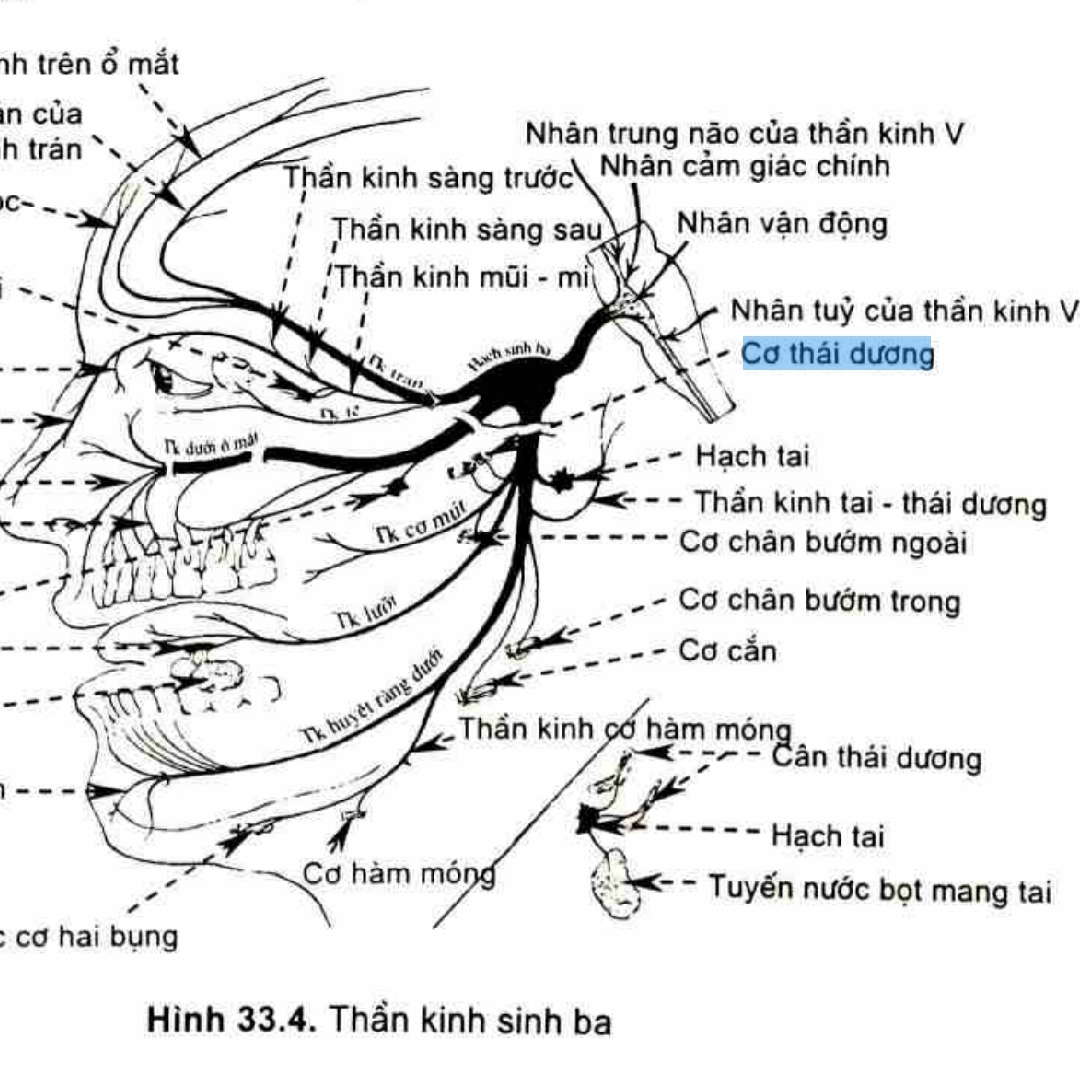 nh trên ổ mắt
Nhân trung não của thần kinh V
Nhân cảm giác chính
Thần kinh sàng trước
Thần kinh sàng sau
Nhân vận động
Thần kinh mũi - mi
Nhân tuỷ của thần kinh V
Hạch sinh ba
Cơ thái dương
Tk trán
Tk lệ
Tk dưới ổ mắt
Hạch tai
Thần kinh tai - thái dương
Tk cơ mút
Cơ chân bướm ngoài
Cơ chân bướm trong
Tk lưỡi
Cơ cắn
Tk huyệt răng dưới
Thần kinh cơ hàm móng
Cân thái dương
Hạch tai
Cơ hàm móng
Tuyến nước bọt mang tai
cơ hai bụng
Hình 33.4. Thần kinh sinh ba